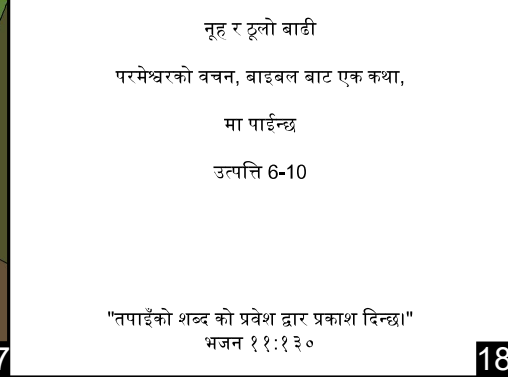 नूह र ठूलो बाढी
परमेश्वरको वचन, बाइबल बाट एक कथा,
मा पाईन्छ
उत्पत्ति 6-10
"तपाइँको शब्द को प्रवेश द्वार प्रकाश दिन्छ।"
भजन ११:१३०
7
18